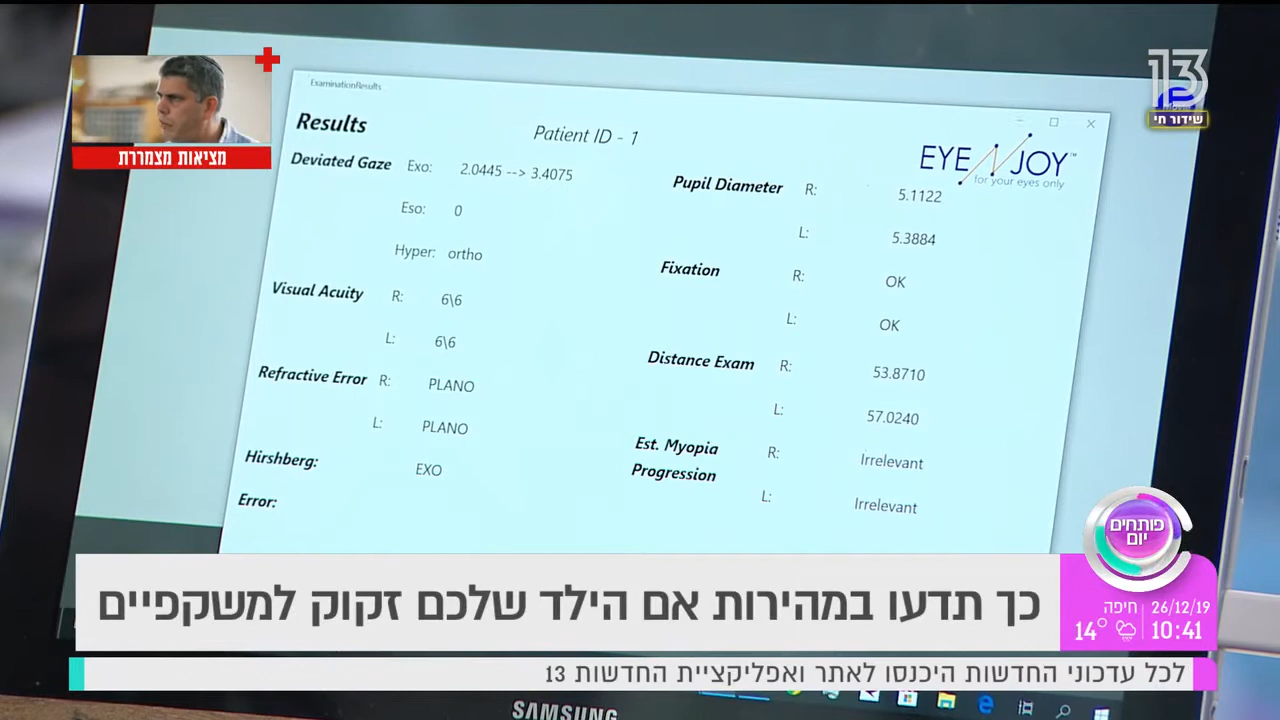 ExaminationResults
Results
Patient ID - 1
EYE N JOY™
for your eyes only
Deviated Gaze Exo: 2.0445 --> 3.4075
Eso: 0
Hyper: ortho
Visual Acuity R: 6\6
L: 6\6
Refractive Error R: PLANO
L: PLANO
Hirshberg: EXO
Error:
Pupil Diameter R: 5.1122
L: 5.3884
Fixation R: OK
L: OK
Distance Exam R: 53.8710
L: 57.0240
Est. Myopia Progression R: Irrelevant
L: Irrelevant
מציאות מצמררת
13
שידור חי
פותחים
יום
כך תדעו במהירות אם הילד שלכם זקוק למשקפיים
26/12/19 חיפה
10:41 14°
לכל עדכוני החדשות היכנסו לאתר ואפליקציית החדשות 13
SAMSUNG